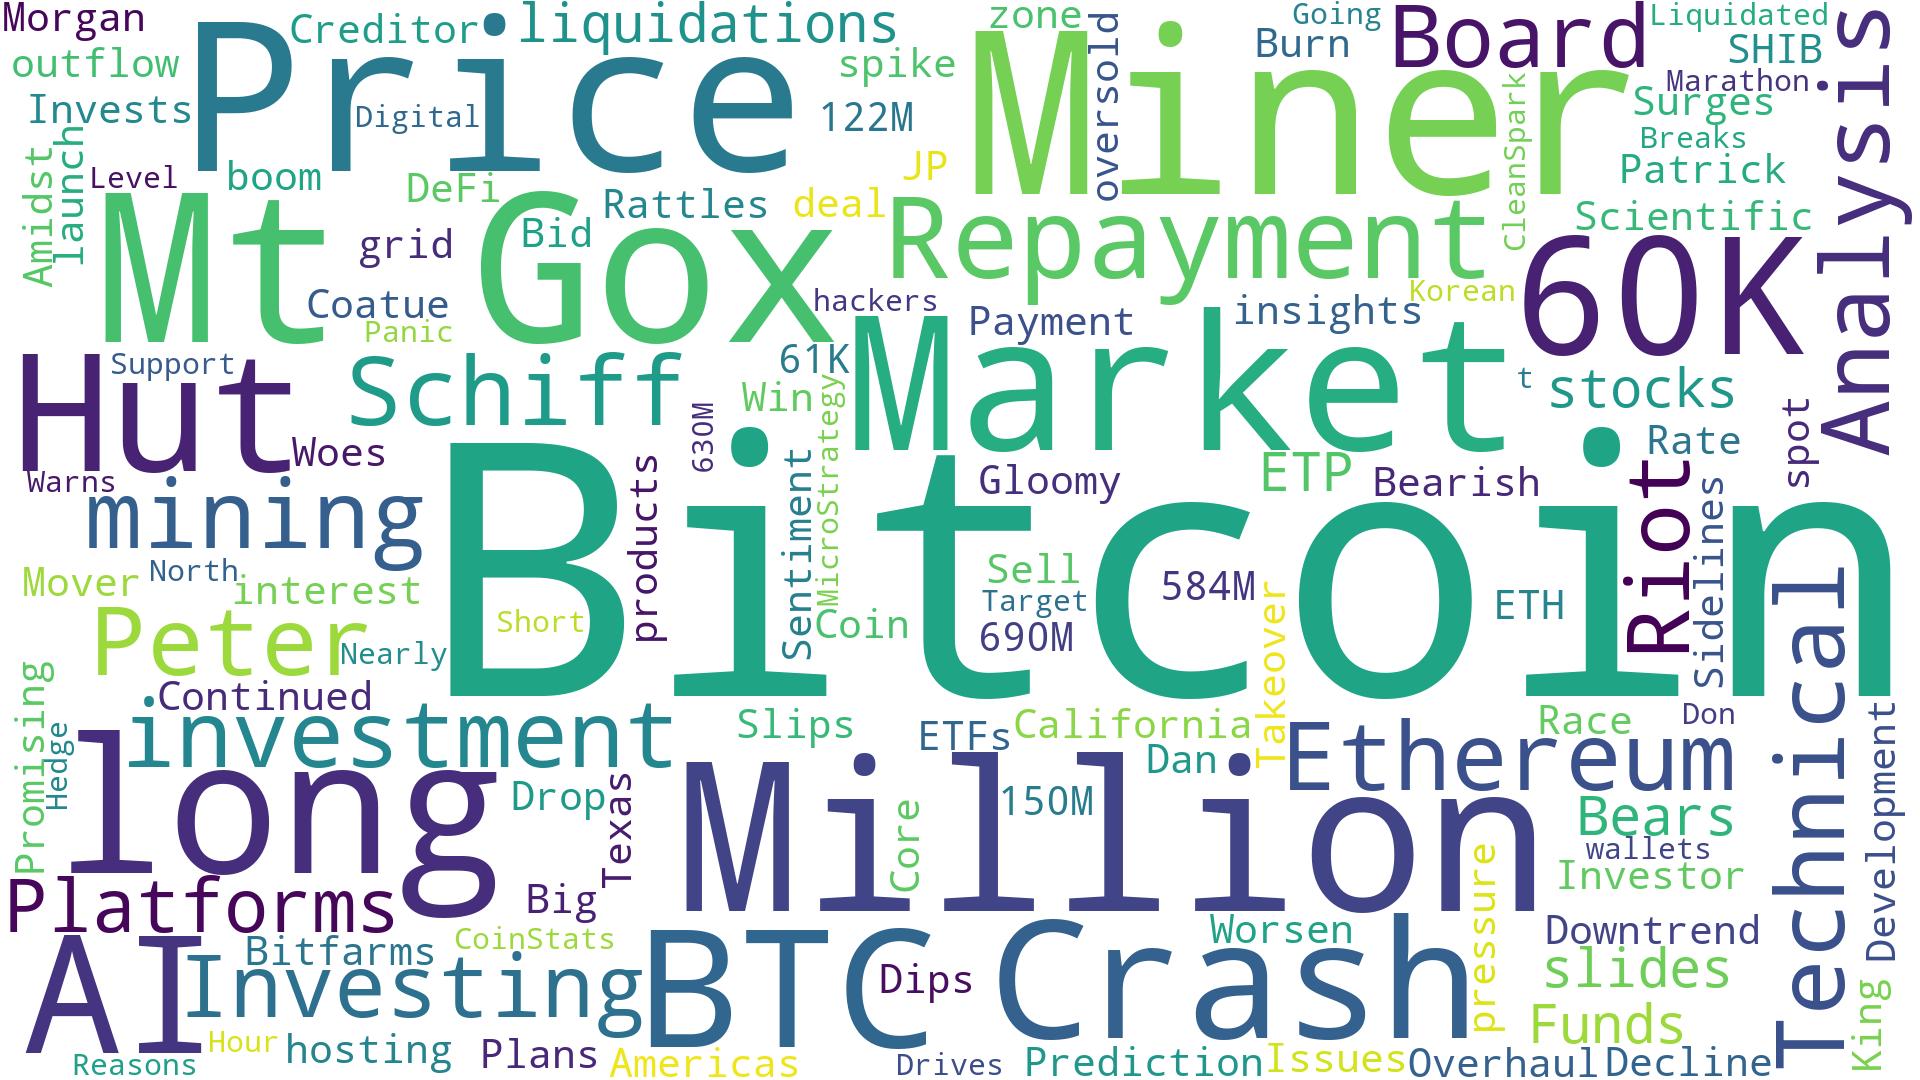 Morgan
Creditor
liquidations
zone
Going
Board
Liquidated
outflow
Price
spike
Miner
oversold
Burn
SHIB
Analysis
Invests
Digital
122M
CleanSpark
Marathon
Surges
Amidst
launch
Level
boom
DeFi
Rattles
deal
JP
Breaks
Patrick
Mt
Gox
grid
Bid
Repayment
Scientific
Coatue
hackers
Payment
insights
Korean
60K
Panic
Hut
Support
Schiff
61K
Market
t
stocks
Woes
Win
MicroStrategy
630M
Rate
spot
Warns
mining
Bitcoin
products
Sentiment
Gloomy
ETP
Bearish
Riot
Sidelines
Mover
North
interest
Short
Sell
Target
584M
ETH
Technical
Peter
Nearly
Coin
690M
Takeover
Promising
Continued
Hedge
investment
Slips
ETFs
California
Race
Don
long
Drop
Texas
Million
Dan
Ethereum
Development
Core
150M
Bears
wallets
Platforms
Big
pressure
Investor
AI
Bitfarms
CoinStats
BTC
Crash
Worsen
Downtrend
Investing
Dips
slides
Hour
hosting
Plans
Funds
King
Reasons
Americas
Drives
Prediction
Issues
Overhaul
Decline